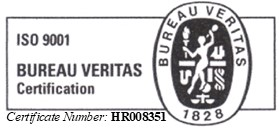 ISO 9001
BUREAU VERITAS
Certification
BUREAU VERITAS
1828
Certificate Number: HR008351